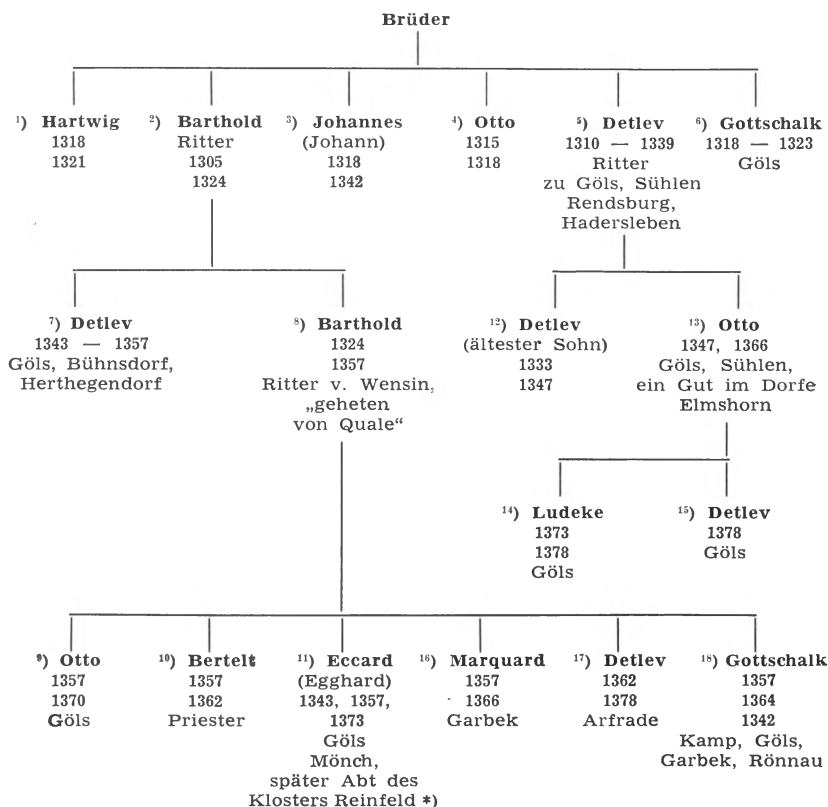 Brüder
¹) Hartwig
1318
1321
²) Barthold
Ritter
1305
1324
³) Johannes
(Johann)
1318
1342
⁴) Otto
1315
1318
⁵) Detlev
1310 — 1339
Ritter
zu Göls, Sühlen
Rendsburg,
Hadersleben
⁶) Gottschalk
1318 — 1323
Göls
⁷) Detlev
1343 — 1357
Göls, Bühnsdorf,
Herthegendorf
⁸) Barthold
1324
1357
Ritter v. Wensin,
„geheten
von Quale“
¹²) Detlev
(ältester Sohn)
1333
1347
¹³) Otto
1347, 1366
Göls, Sühlen,
ein Gut im Dorfe
Elmshorn
¹⁴) Ludeke
1373
1378
Göls
¹⁵) Detlev
1378
Göls
⁹) Otto
1357
1370
Göls
¹⁰) Bertelt
1357
1362
Priester
¹¹) Eccard
(Egghard)
1343, 1357,
1373
Göls
Mönch,
später Abt des
Klosters Reinfeld *)
¹⁶) Marquard
1357
1366
Garbek
¹⁷) Detlev
1362
1378
Arfrade
¹⁸) Gottschalk
1357
1364
1342
Kamp, Göls,
Garbek, Rönnau